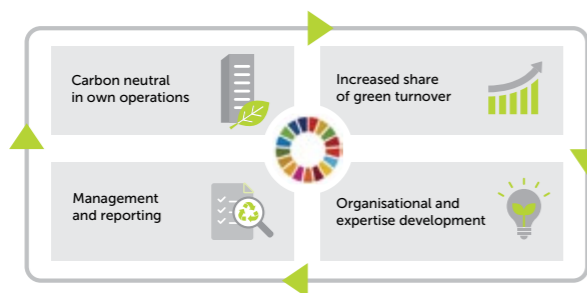 Carbon neutral
in own operations
Increased share
of green turnover
Management
and reporting
Organisational and
expertise development